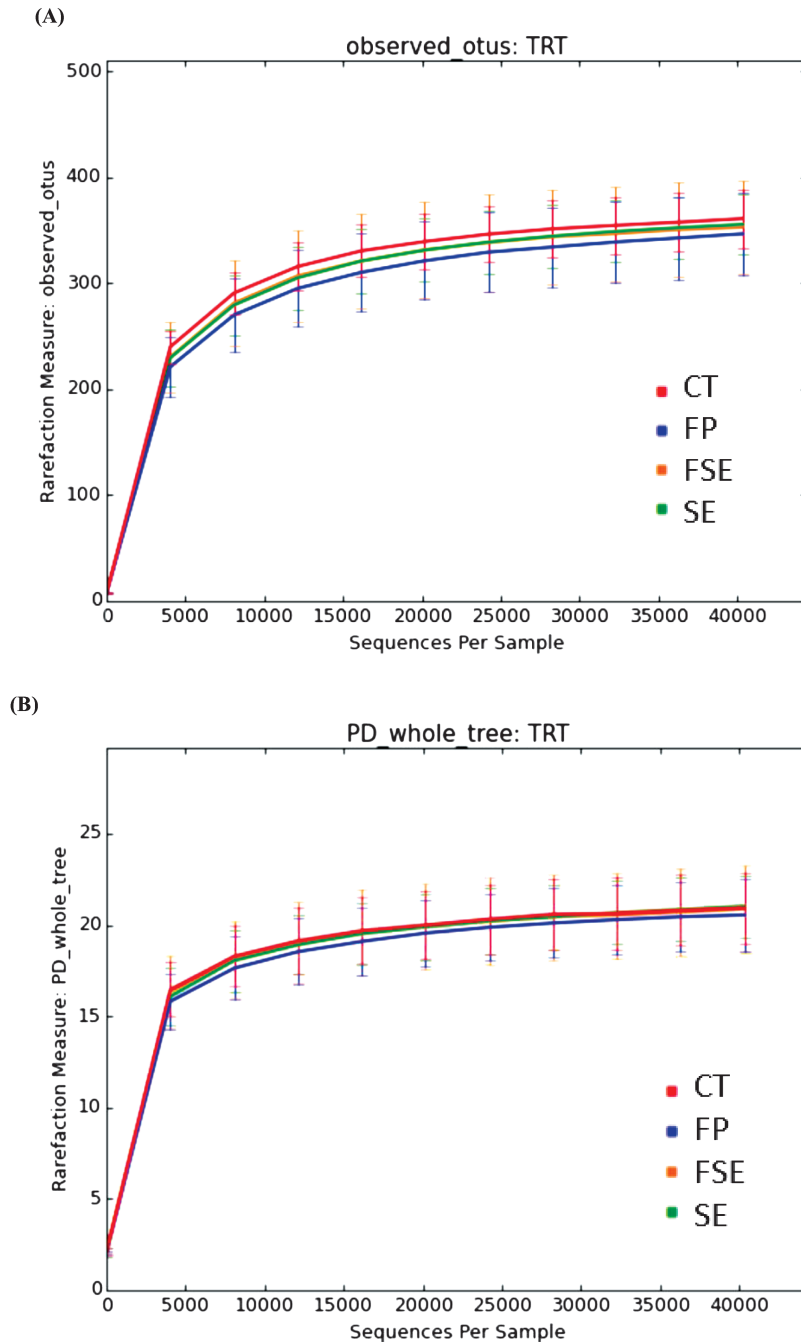 (A)
observed_otus: TRT
500
400
300
200
100
0
Rarefaction Measure: observed_otus
CT
FP
FSE
SE
0 5000 10000 15000 20000 25000 30000 35000 40000
Sequences Per Sample
(B)
PD_whole_tree: TRT
25
20
15
10
5
0
Rarefaction Measure: PD_whole_tree
CT
FP
FSE
SE
0 5000 10000 15000 20000 25000 30000 35000 40000
Sequences Per Sample